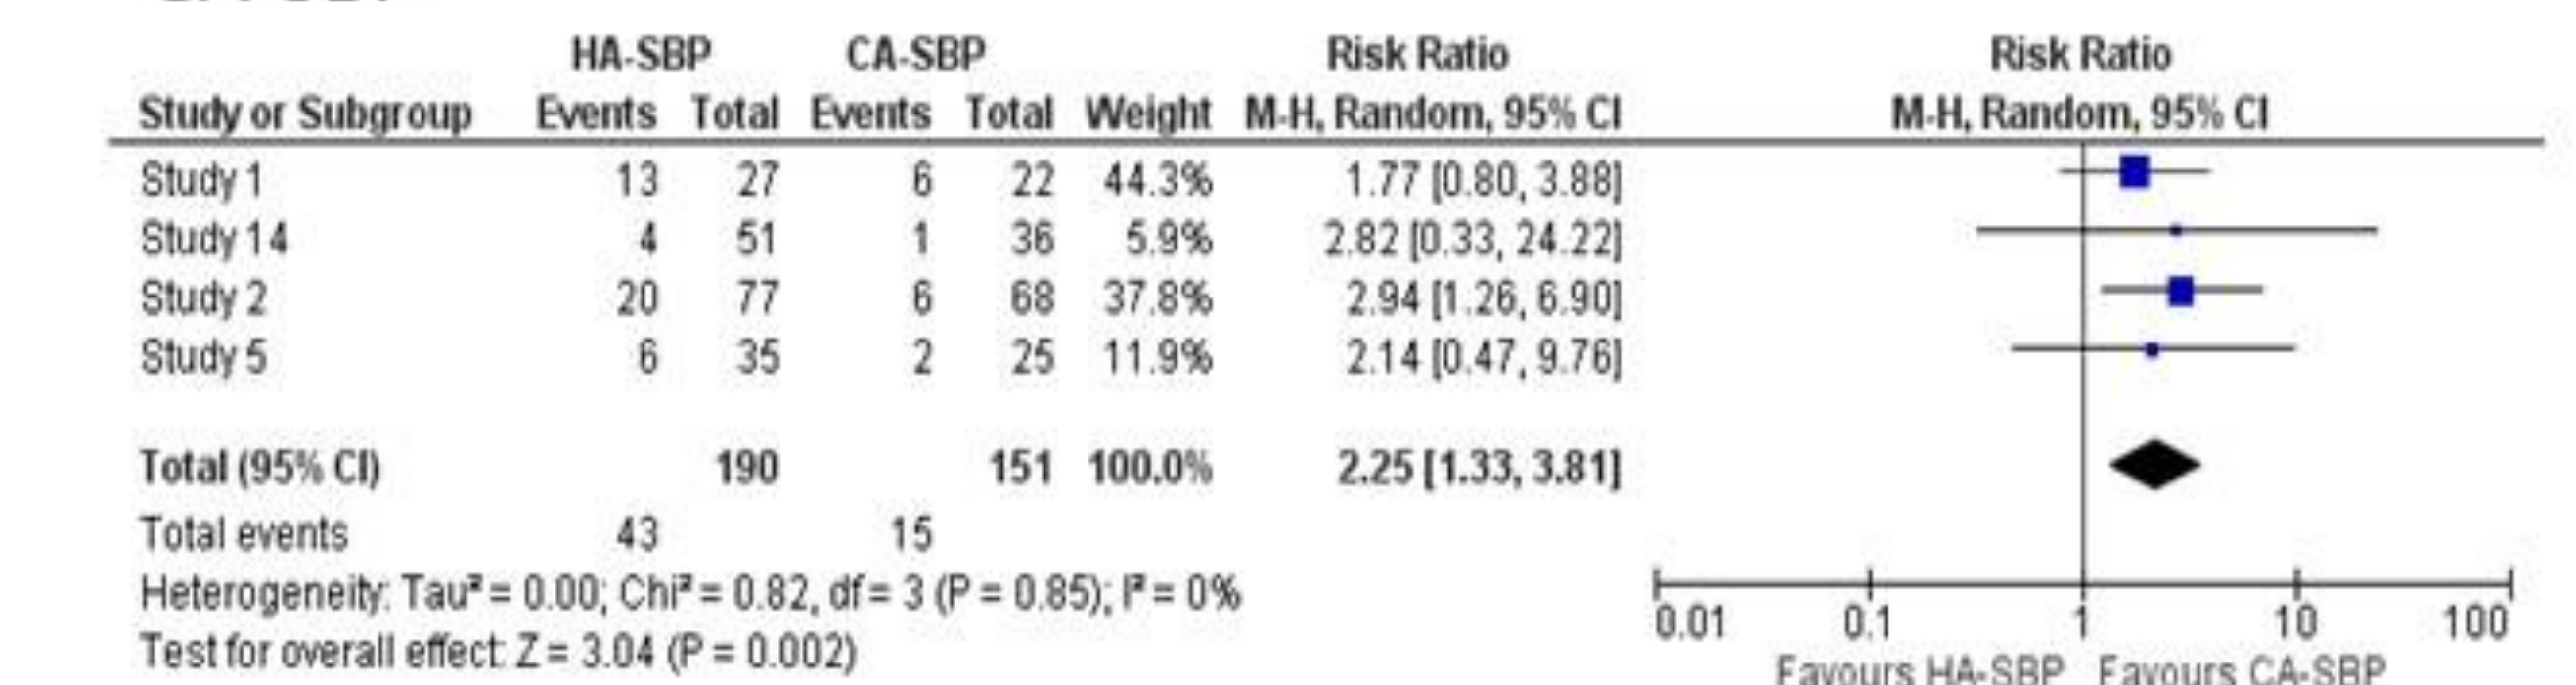 HA-SBP CA-SBP Risk Ratio Risk Ratio
Study or Subgroup Events Total Events Total Weight M-H, Random, 95% CI M-H, Random, 95% CI
Study 1 13 27 6 22 44.3% 1.77 [0.80, 3.88]
Study 14 4 51 1 36 5.9% 2.82 [0.33, 24.22]
Study 2 20 77 6 68 37.8% 2.94 [1.26, 6.90]
Study 5 6 35 2 25 11.9% 2.14 [0.47, 9.76]
Total (95% CI) 190 151 100.0% 2.25 [1.33, 3.81]
Total events 43 15
Heterogeneity: Tau² = 0.00; Chi² = 0.82, df = 3 (P = 0.85); I² = 0%
Test for overall effect: Z = 3.04 (P = 0.002)
0.01 0.1 1 10 100
Favours HA-SBP Favours CA-SBP